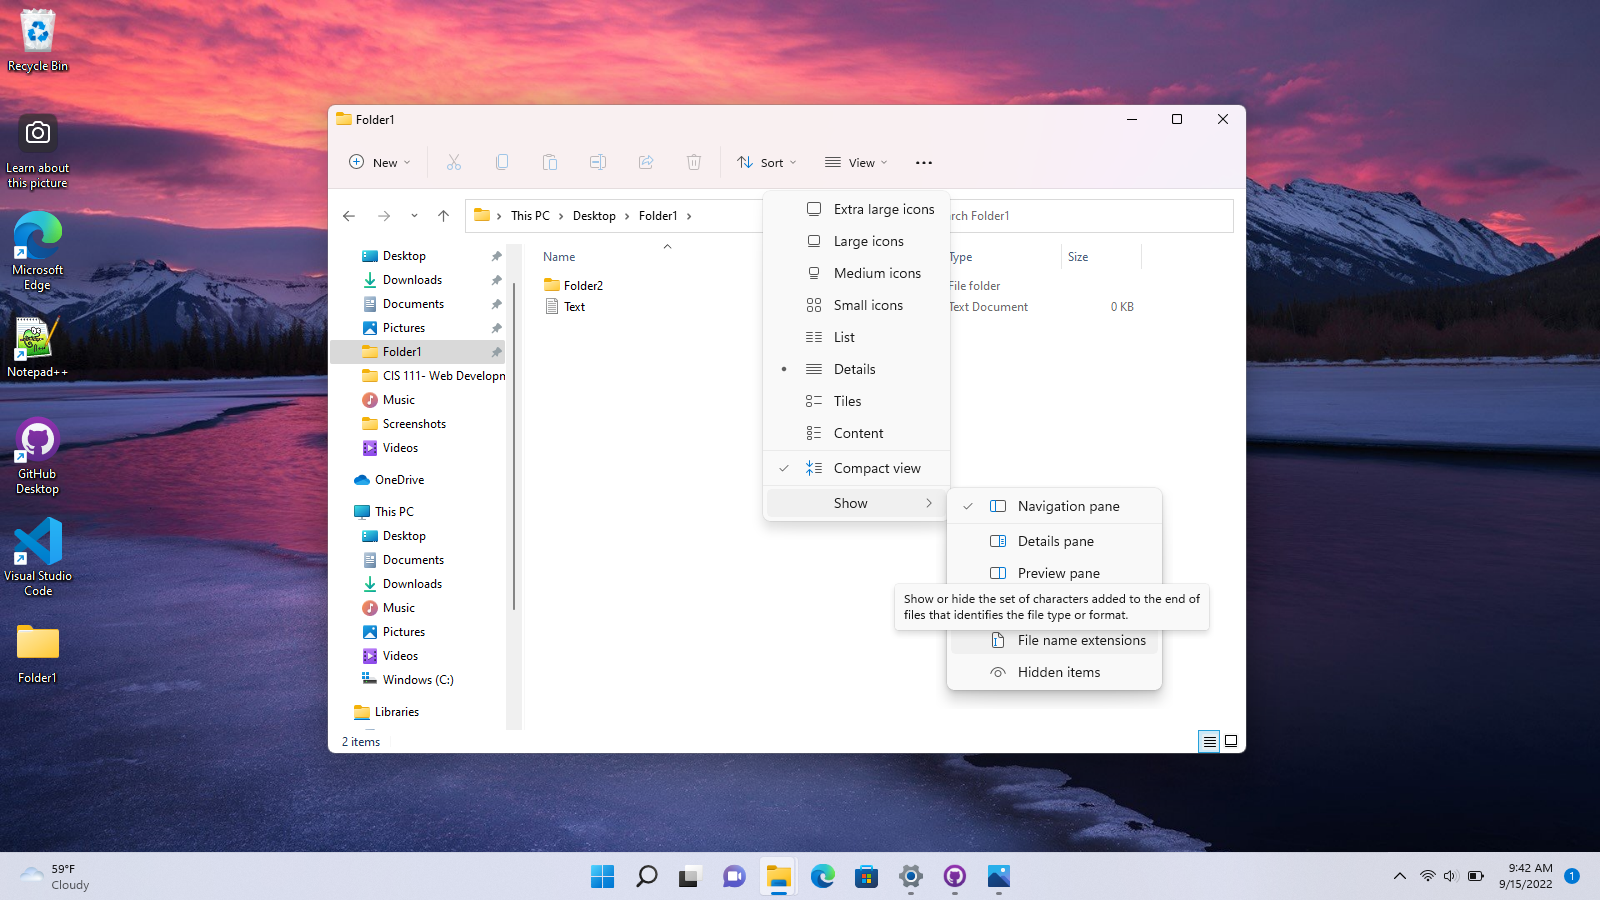 Recycle Bin
Learn about
this picture
Microsoft
Edge
Notepad++
GitHub
Desktop
Visual Studio
Code
Folder1
Folder1
New
Sort
View
This PC
Desktop
Folder1
rch Folder1
Desktop
Downloads
Documents
Pictures
Folder1
CIS 111- Web Developn
Music
Screenshots
Videos
OneDrive
This PC
Desktop
Documents
Downloads
Music
Pictures
Videos
Windows (C:)
Libraries
Name
Type
Size
Folder2
File folder
Text
Text Document
0 KB
Extra large icons
Large icons
Medium icons
Small icons
List
Details
Tiles
Content
Compact view
Show
Navigation pane
Details pane
Preview pane
Show or hide the set of characters added to the end of
files that identifies the file type or format.
File name extensions
Hidden items
2 items
59°F
Cloudy
9:42 AM
9/15/2022
1